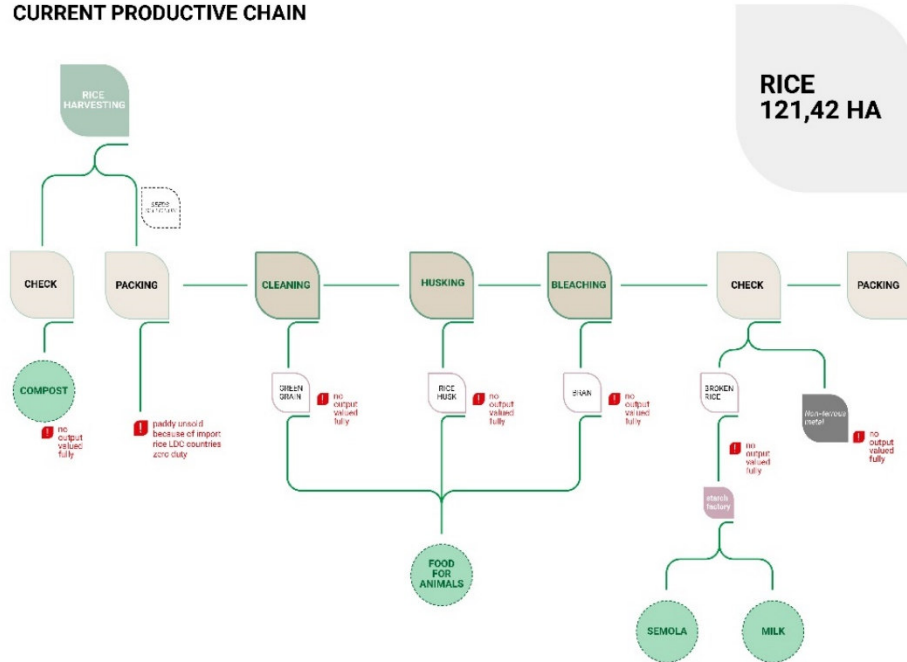 CURRENT PRODUCTIVE CHAIN
RICE
121,42 HA
RICE
HARVESTING
CHECK
PACKING
CLEANING
HUSKING
BLEACHING
CHECK
PACKING
COMPOST
GREEN
GRAIN
RICE
HUSK
BRAN
BROKEN
RICE
Non-ferrous
metal
! no
output
valued
fully
! paddy unsold
because of import
rice LDC countries
zero duty
! no
output
valued
fully
! no
output
valued
fully
! no
output
valued
fully
! no
output
valued
fully
! no
output
valued
fully
starch
factory
FOOD
FOR
ANIMALS
SEMOLA
MILK